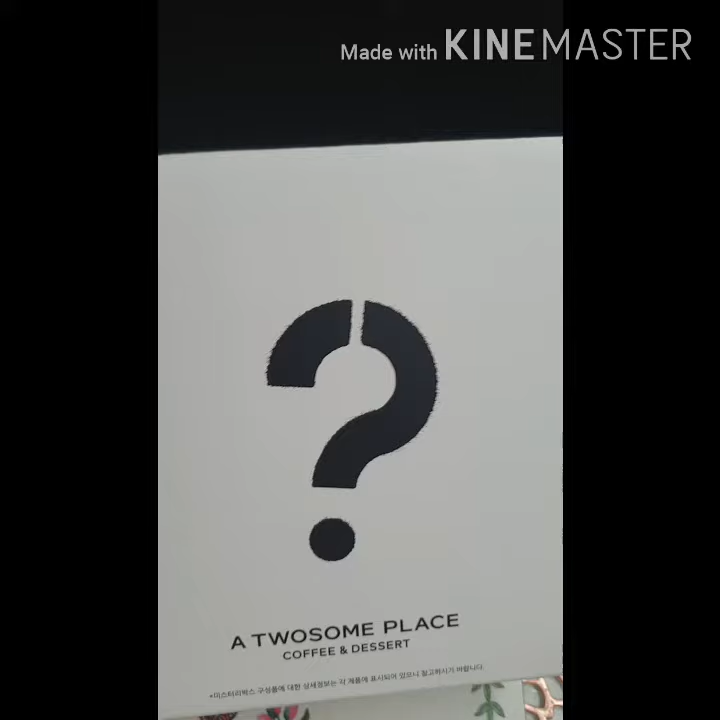 Made with KINEMASTER
?
A TWOSOME PLACE
COFFEE & DESSERT
*미스터리박스 구성품에 대한 상세정보는 각 제품에 표시되어 있으니 참고하시기 바랍니다.